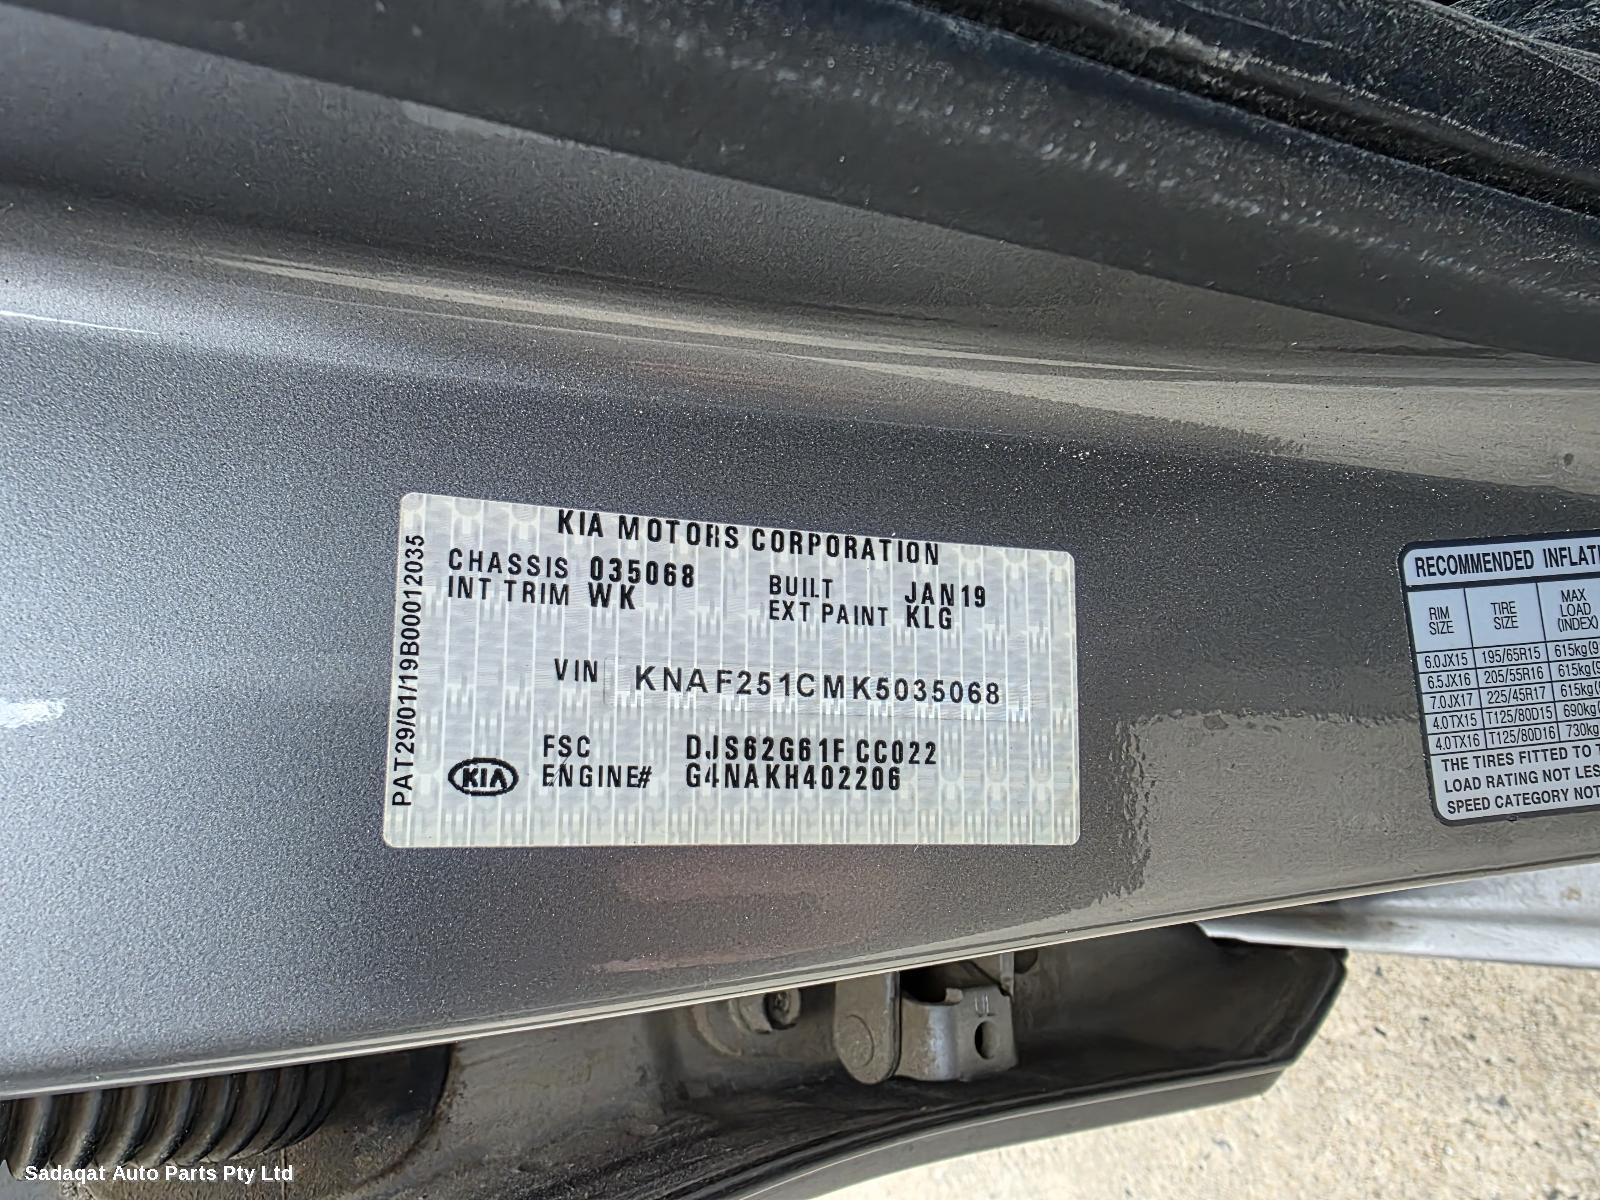 KIA MOTORS CORPORATION
CHASSIS 035068 BUILT JAN19
INT TRIM WK EXT PAINT KLG
VIN KNAF251CMK5035068
FSC DJS62G61F CC022
KIA ENGINE# G4NAKH402206
PAT29/01/19B00012035
RECOMMENDED
RIM SIZE TIRE SIZE MAX LOAD (INDEX)
6.0JX15 195/65R15 615kg(9
6.5JX16 205/55R16 615kg(9
7.0JX17 225/45R17 615kg(
4.0TX15 T125/80D15 690kg(
4.0TX16 T125/80D16 730kg
THE TIRES FITTED TO
LOAD RATING NOT LES
SPEED CATEGORY NOT
Sadaqat Auto Parts Pty Ltd